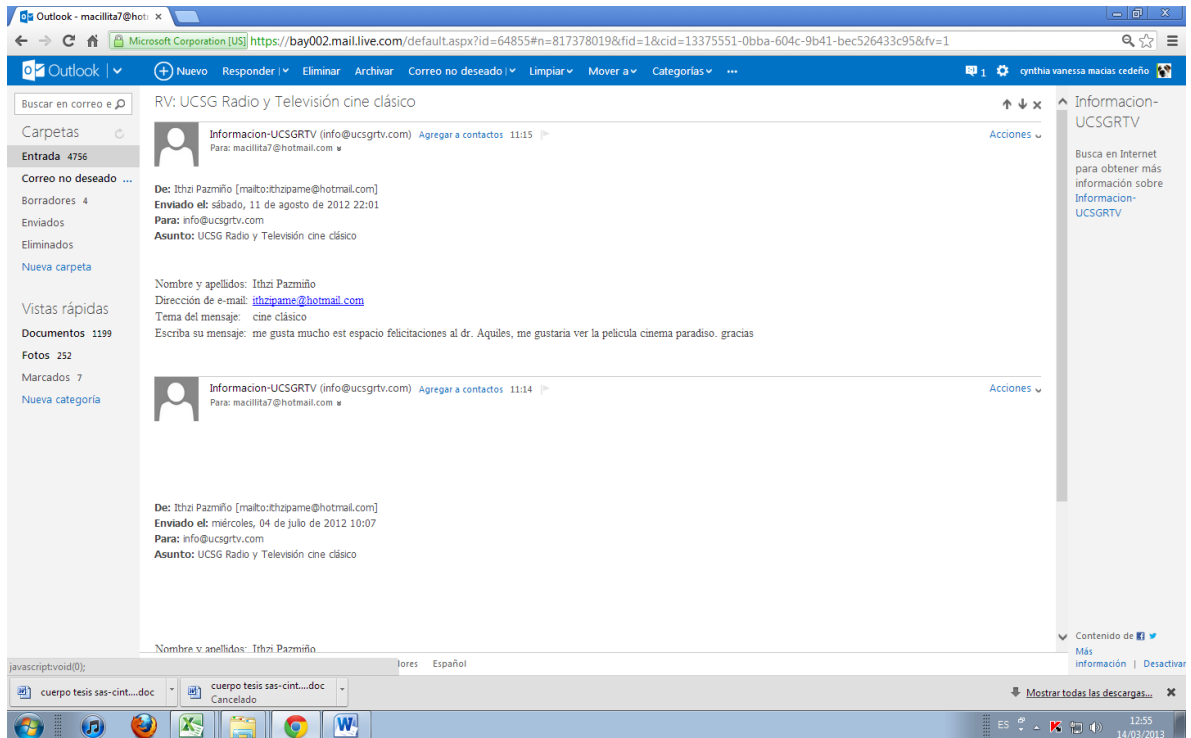 Outlook - macillita7@hot
Microsoft Corporation [US] https://bay002.mail.live.com/default.aspx?id=64855#n=817378019&fid=1&cid=13375551-0bba-604c-9b41-bec526433c95&fv=1
Outlook Nuevo Responder Eliminar Archivar Correo no deseado Limpiar Mover a Categorías ··· 1 cynthia vanessa macias cedeño
Buscar en correo e
Carpetas
Entrada 4756
Correo no deseado ...
Borradores 4
Enviados
Eliminados
Nueva carpeta
Vistas rápidas
Documentos 1199
Fotos 252
Marcados 7
Nueva categoría
RV: UCSG Radio y Televisión cine clásico
Informacion-UCSGRTV (info@ucsgrtv.com) Agregar a contactos 11:15
Acciones
Para: macillita7@hotmail.com
De: Ithzi Pazmiño [mailto:ithzipame@hotmail.com]
Enviado el: sábado, 11 de agosto de 2012 22:01
Para: info@ucsgrtv.com
Asunto: UCSG Radio y Televisión cine clásico
Nombre y apellidos: Ithzi Pazmiño
Dirección de e-mail: ithzipame@hotmail.com
Tema del mensaje: cine clásico
Escriba su mensaje: me gusta mucho est espacio felicitaciones al dr. Aquiles, me gustaria ver la pelicula cinema paradiso. gracias
Informacion-UCSGRTV (info@ucsgrtv.com) Agregar a contactos 11:14
Acciones
Para: macillita7@hotmail.com
De: Ithzi Pazmiño [mailto:ithzipame@hotmail.com]
Enviado el: miércoles, 04 de julio de 2012 10:07
Para: info@ucsgrtv.com
Asunto: UCSG Radio y Televisión cine clásico
Nombre y apellidos: Ithzi Pazmiño
Informacion-
UCSGRTV
Busca en Internet
para obtener más
información sobre
Informacion-
UCSGRTV
Contenido de
Más
información | Desactivar
javascript:void(0);
lores Español
cuerpo tesis sas-cint....doc
cuerpo tesis sas-cint....doc
Cancelado
Mostrar todas las descargas...
ES
12:55
14/03/2013